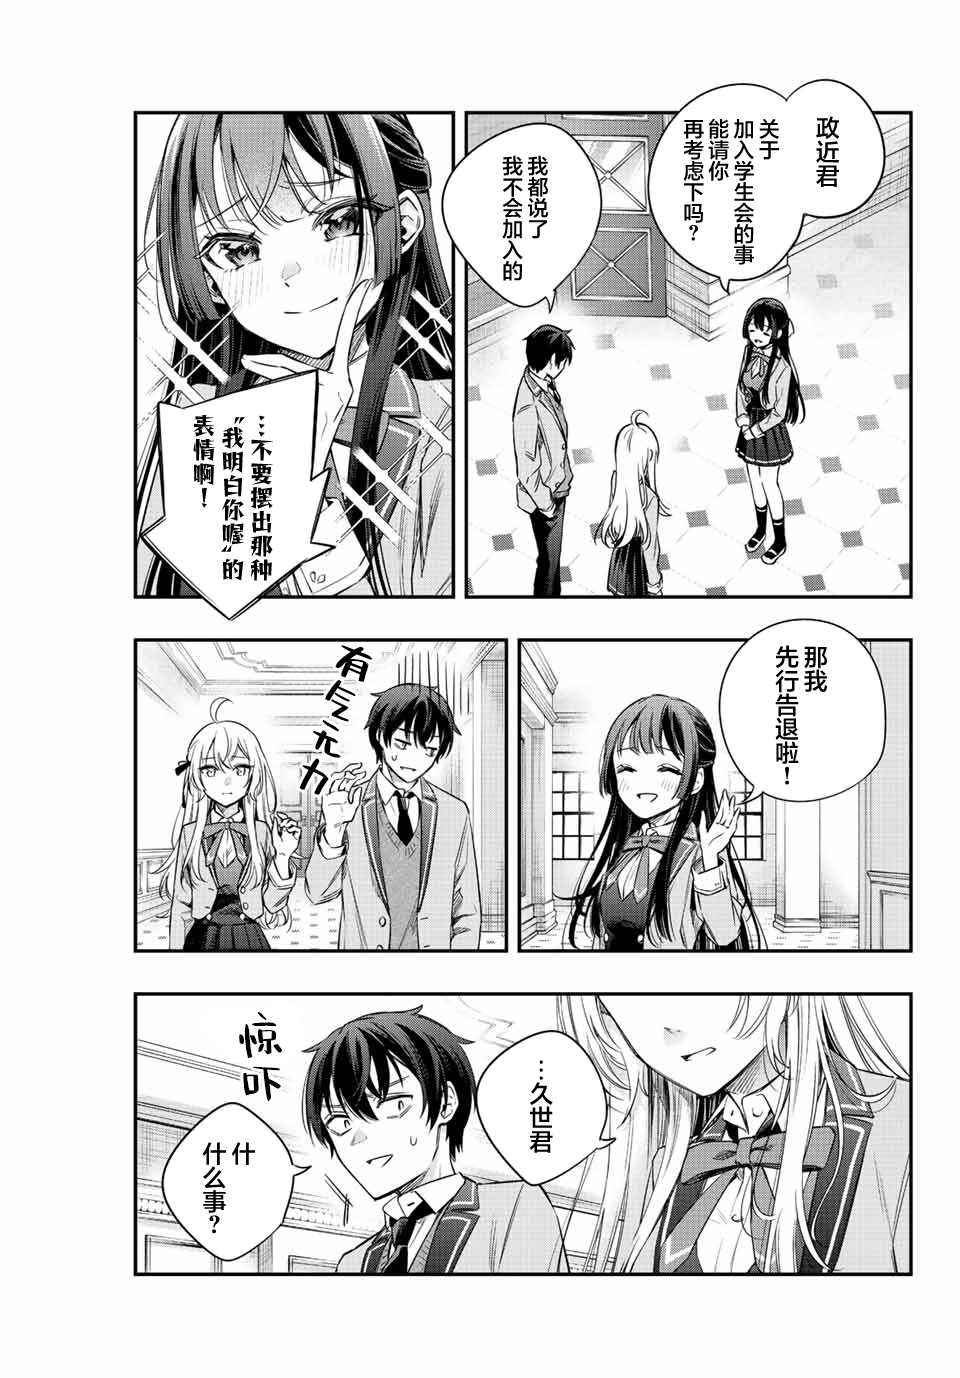 政近君
关于
加入学生会的事
能请你
再考虑下吗？
我都说了
我不会加入的
…不要摆出那种
“我明白你喔”的
表情啊！
那我
先行告退啦！
有气无力
…久世君
惊吓
什
什么事？